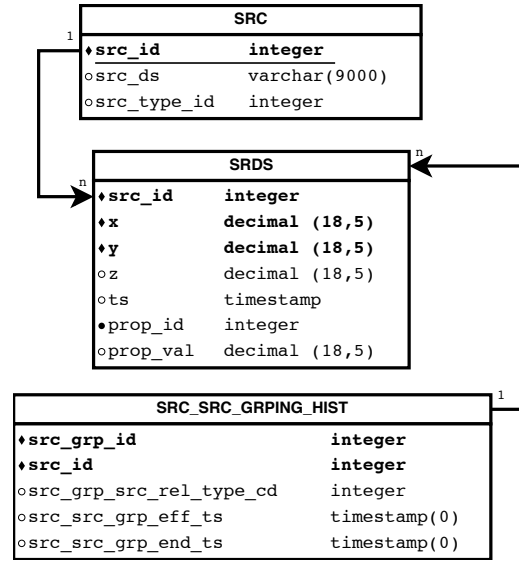 SRC
1
src_id integer
src_ds varchar(9000)
src_type_id integer
SRDS
n
n
src_id integer
x decimal (18,5)
y decimal (18,5)
z decimal (18,5)
ts timestamp
prop_id integer
prop_val decimal (18,5)
SRC_SRC_GRPING_HIST
1
src_grp_id integer
src_id integer
src_grp_src_rel_type_cd integer
src_src_grp_eff_ts timestamp(0)
src_src_grp_end_ts timestamp(0)